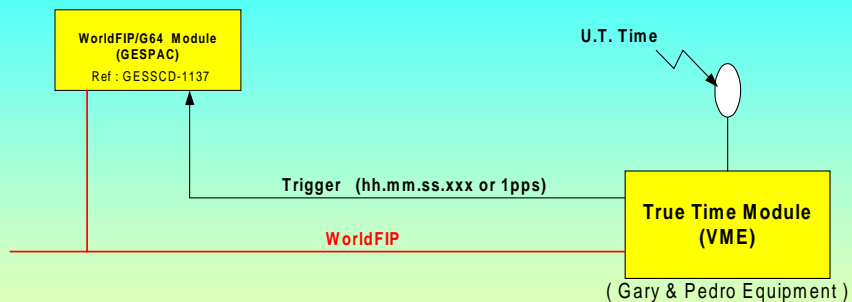 WorldFIP/G64 Module
(GESPAC)
Ref : GESSCD-1137
U.T. Time
Trigger (hh.mm.ss.xxx or 1pps)
WorldFIP
True Time Module
(VME)
( Gary & Pedro Equipment )